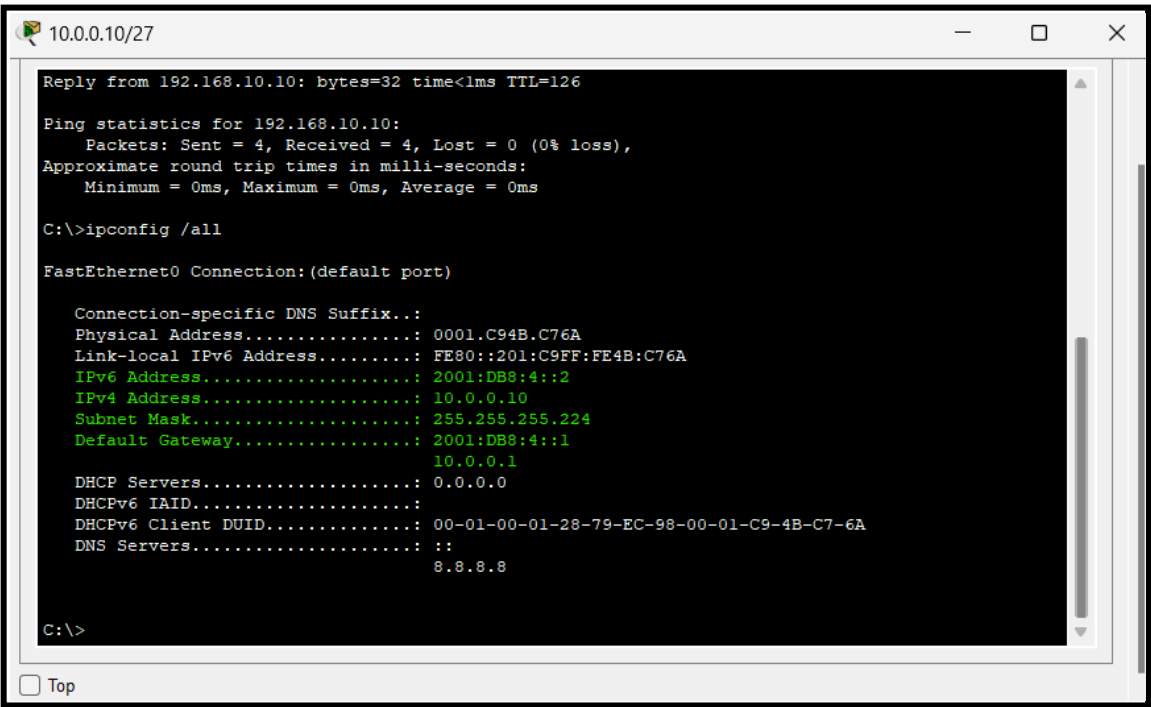 10.0.0.10/27
Reply from 192.168.10.10: bytes=32 time<1ms TTL=126
Ping statistics for 192.168.10.10:
Packets: Sent = 4, Received = 4, Lost = 0 (0% loss),
Approximate round trip times in milli-seconds:
Minimum = 0ms, Maximum = 0ms, Average = 0ms
C:\>ipconfig /all
FastEthernet0 Connection:(default port)
Connection-specific DNS Suffix..:
Physical Address................: 0001.C94B.C76A
Link-local IPv6 Address.........: FE80::201:C9FF:FE4B:C76A
IPv6 Address....................: 2001:DB8:4::2
IPv4 Address....................: 10.0.0.10
Subnet Mask.....................: 255.255.255.224
Default Gateway.................: 2001:DB8:4::1
10.0.0.1
DHCP Servers....................: 0.0.0.0
DHCPv6 IAID.....................:
DHCPv6 Client DUID..............: 00-01-00-01-28-79-EC-98-00-01-C9-4B-C7-6A
DNS Servers.....................: ::
8.8.8.8
C:\>
Top